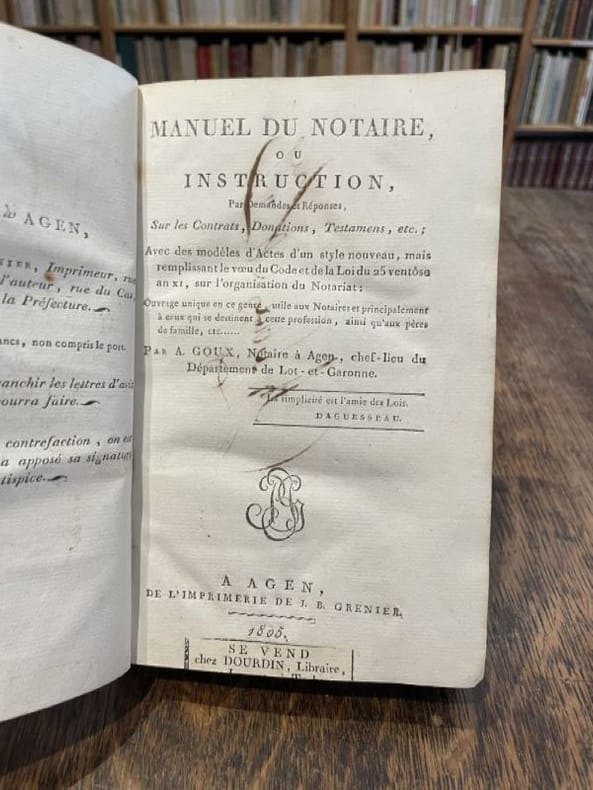 à AGEN,
Imprimeur, rue
l'auteur, rue du Cat,
la Préfecture.
ancs, non compris le port.
ranchir les lettres d'avis
ourra faire.
contrefaction, on est
a apposé sa signature
tispice.
MANUEL DU NOTAIRE,
OU
INSTRUCTION,
Par Demandes et Réponses,
Sur les Contrats, Donations, Testamens, etc.;
Avec des modèles d'Actes d'un style nouveau, mais
remplissant le vœu du Code et de la Loi du 25 ventôse
an XI, sur l'organisation du Notariat:
Ouvrage unique en ce genre, utile aux Notaires et principalement
à ceux qui se destinent à cette profession, ainsi qu'aux pères
de famille, etc......
PAR A. GOUX, Notaire à Agen, chef-lieu du
Département de Lot-et-Garonne.
La simplicité est l'amie des Lois.
DAGUESSEAU.
A AGEN,
DE L'IMPRIMERIE DE J. B. GRENIER.
1805.
SE VEND
chez DOURDIN, Libraire,